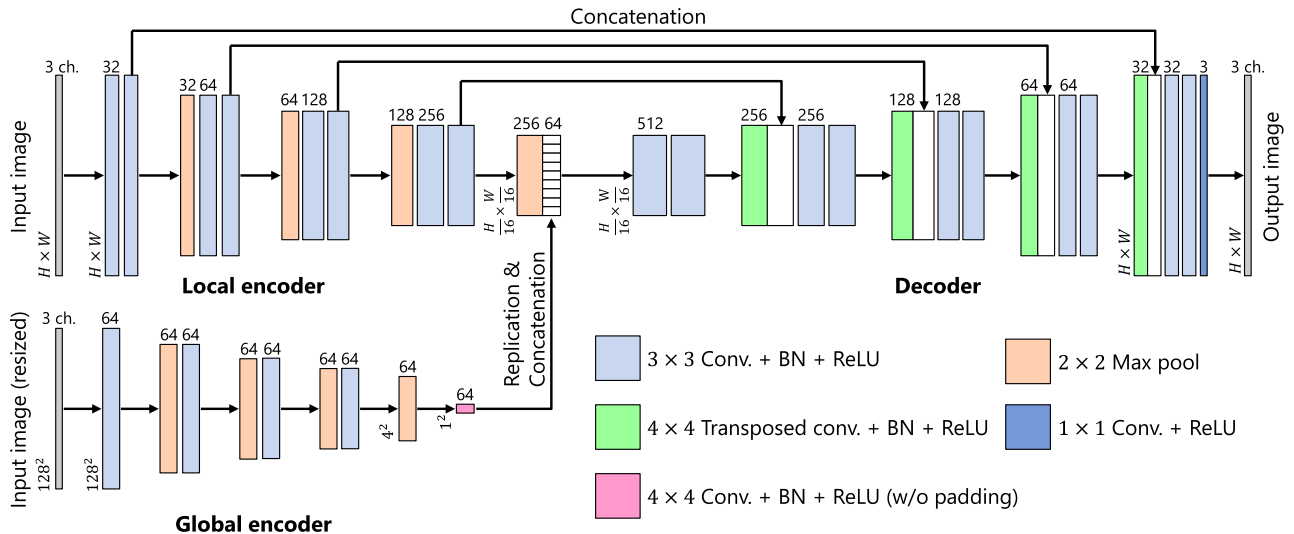 Concatenation
3 ch.
32
32 64
64 128
128 256
256 64
512
256
256
128
128
64
64
32
32
3
3 ch.
Input image
H × W
H × W
H/16 × W/16
H/16 × W/16
H × W
H × W
Output image
Local encoder
Decoder
Replication &
Concatenation
3 ch.
64
64 64
64 64
64 64
64
64
Input image (resized)
128²
128²
4²
1²
Global encoder
3 × 3 Conv. + BN + ReLU
2 × 2 Max pool
4 × 4 Transposed conv. + BN + ReLU
1 × 1 Conv. + ReLU
4 × 4 Conv. + BN + ReLU (w/o padding)